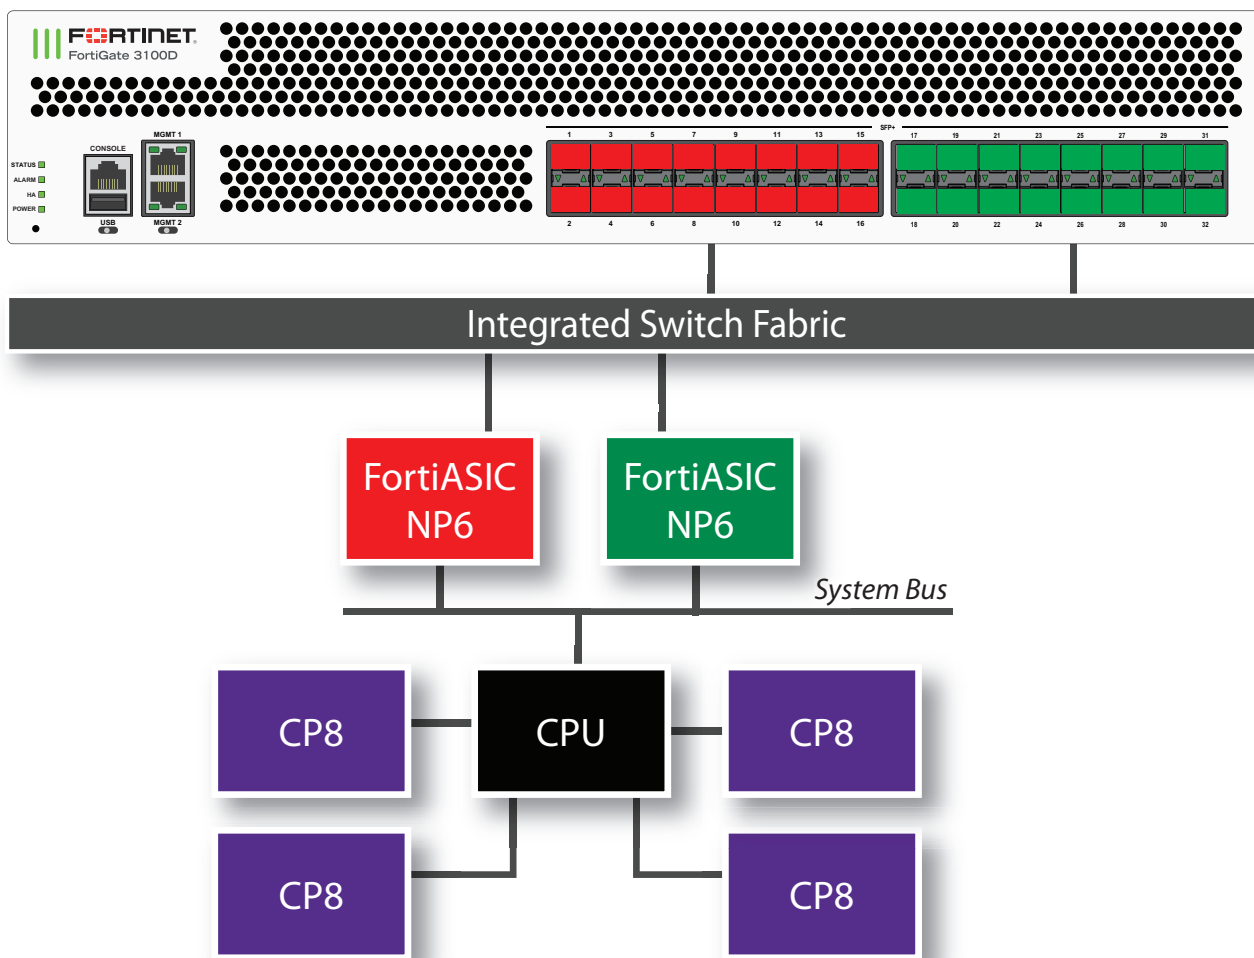 FORTINET
FortiGate 3100D
STATUS
ALARM
HA
POWER
CONSOLE
USB
MGMT 1
MGMT 2
SFP+
1 3 5 7 9 11 13 15
2 4 6 8 10 12 14 16
17 19 21 23 25 27 29 31
18 20 22 24 26 28 30 32
Integrated Switch Fabric
FortiASIC
NP6
FortiASIC
NP6
System Bus
CP8
CPU
CP8
CP8
CP8